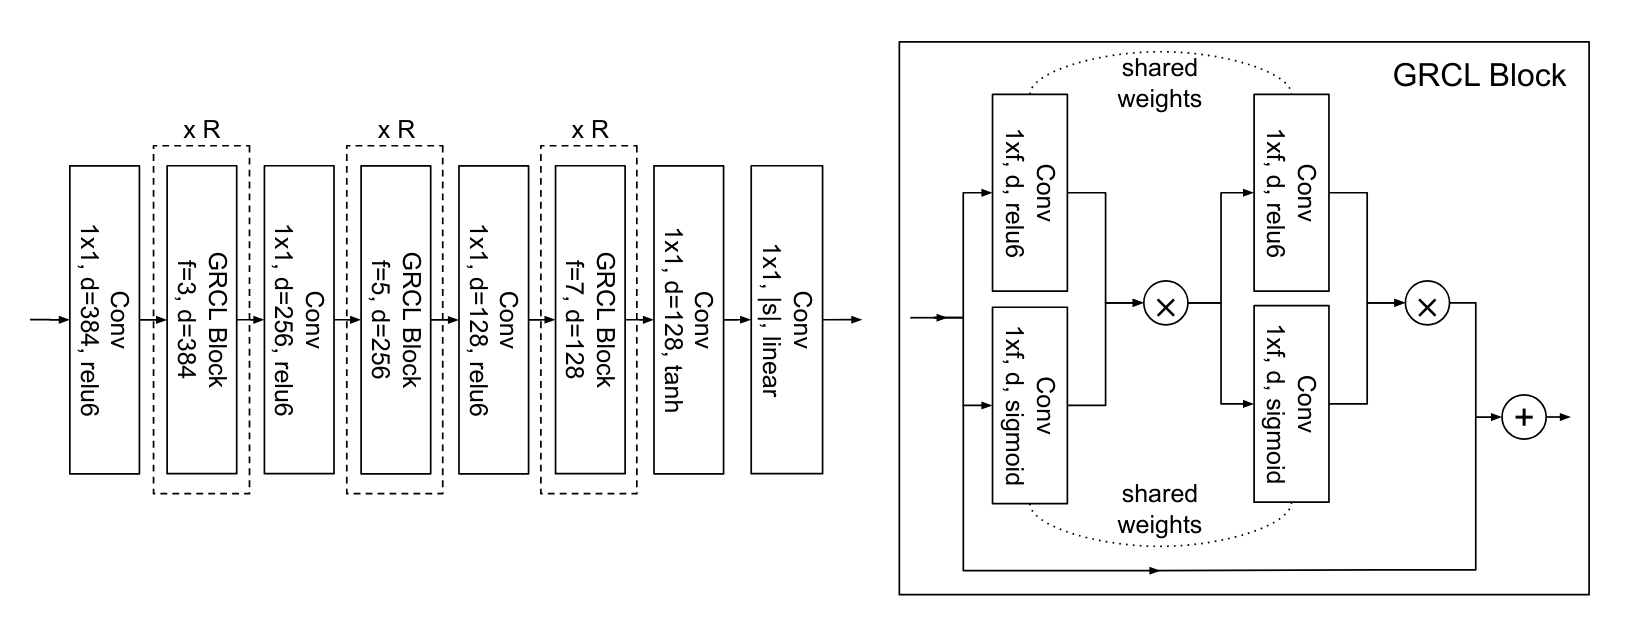 x R
x R
x R
Conv
1x1, d=384, relu6
GRCL Block
f=3, d=384
Conv
1x1, d=256, relu6
GRCL Block
f=5, d=256
Conv
1x1, d=128, relu6
GRCL Block
f=7, d=128
Conv
1x1, d=128, tanh
Conv
1x1, |s|, linear
GRCL Block
shared
weights
Conv
1xf, d, relu6
Conv
1xf, d, relu6
×
×
Conv
1xf, d, sigmoid
Conv
1xf, d, sigmoid
+
shared
weights